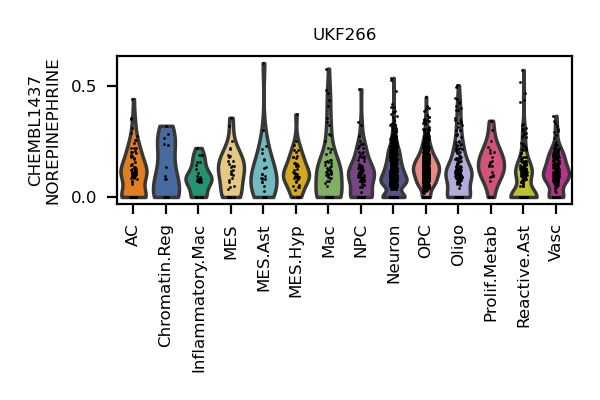 UKF266
CHEMBL1437
NOREPINEPHRINE
0.5
0.0
AC
Chromatin.Reg
Inflammatory.Mac
MES
MES.Ast
MES.Hyp
Mac
NPC
Neuron
OPC
Oligo
Prolif.Metab
Reactive.Ast
Vasc